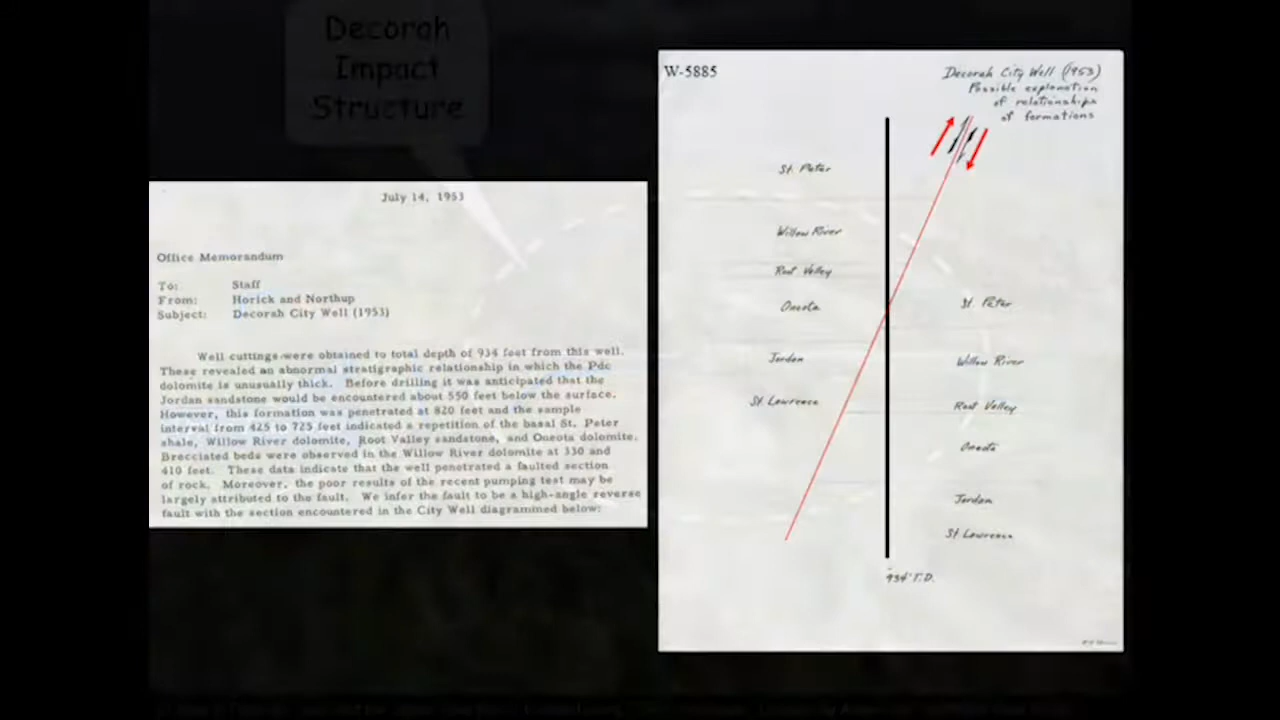 Decorah
Impact
Structure
July 14, 1953
Office Memorandum
To: Staff
From: Horick and Northup
Subject: Decorah City Well (1953)
Well cuttings were obtained to total depth of 934 feet from this well.
These revealed an abnormal stratigraphic relationship in which the Pdc
dolomite is unusually thick. Before drilling it was anticipated that the
Jordan sandstone would be encountered about 550 feet below the surface.
However, this formation was penetrated at 820 feet and the sample
interval from 425 to 725 feet indicated a repetition of the basal St. Peter
shale, Willow River dolomite, Root Valley sandstone, and Oneota dolomite.
Brecciated beds were observed in the Willow River dolomite at 330 and
410 feet. These data indicate that the well penetrated a faulted section
of rock. Moreover, the poor results of the recent pumping test may be
largely attributed to the fault. We infer the fault to be a high-angle reverse
fault with the section encountered in the City Well diagrammed below:
W-5885
Decorah City Well (1953)
Possible explanation
of relationships
of formations
St. Peter
Willow River
Root Valley
Oneota
Jordan
St Lawrence
St. Peter
Willow River
Root Valley
Oneota
Jordan
St Lawrence
934' T.D.